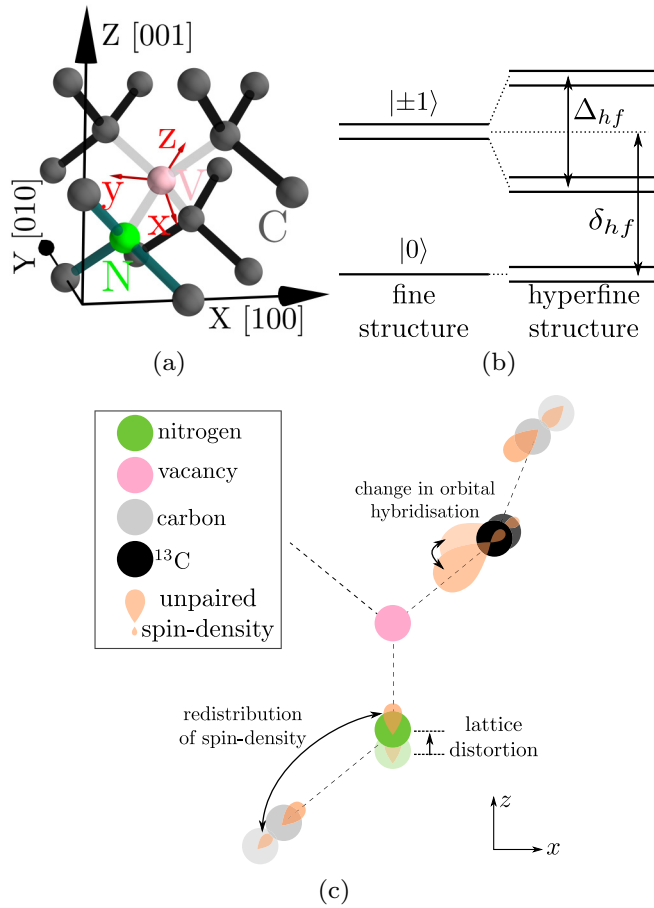 Z [001]
z
V
y
x
C
Y [010]
N
X [100]
(a)
|±1⟩
Δhf
δhf
|0⟩
fine
structure
hyperfine
structure
(b)
nitrogen
vacancy
carbon
¹³C
unpaired
spin-density
change in orbital
hybridisation
redistribution
of spin-density
lattice
distortion
z
x
(c)